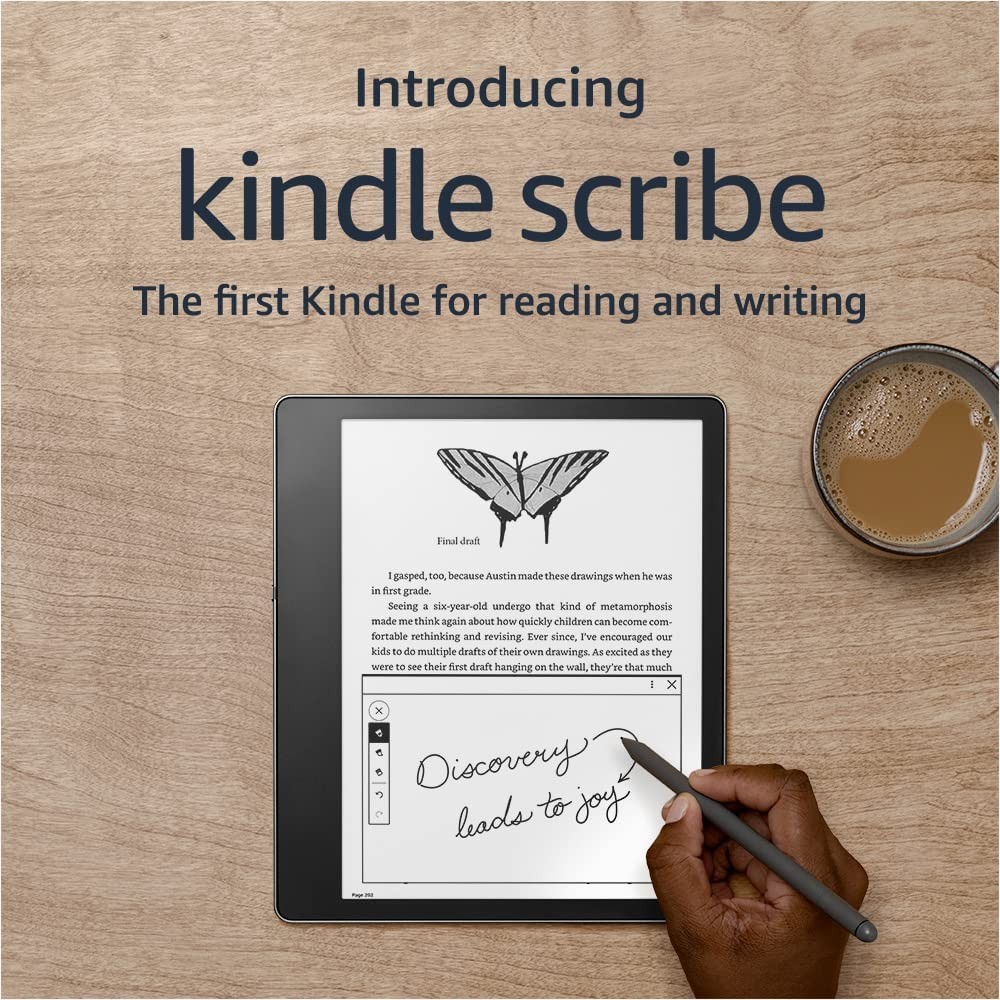 Introducing
kindle scribe
The first Kindle for reading and writing
Final draft
I gasped, too, because Austin made these drawings when he was
in first grade.
Seeing a six-year-old undergo that kind of metamorphosis
made me think again about how quickly children can become com-
fortable rethinking and revising. Ever since, I've encouraged our
kids to do multiple drafts of their own drawings. As excited as they
were to see their first draft hanging on the wall, they're that much
Discovery
leads to joy
Page 202